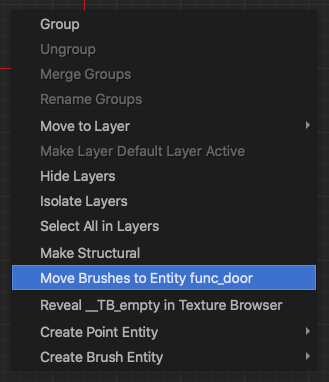 Group
Ungroup
Merge Groups
Rename Groups
Move to Layer
Make Layer Default Layer Active
Hide Layers
Isolate Layers
Select All in Layers
Make Structural
Move Brushes to Entity func_door
Reveal __TB_empty in Texture Browser
Create Point Entity
Create Brush Entity